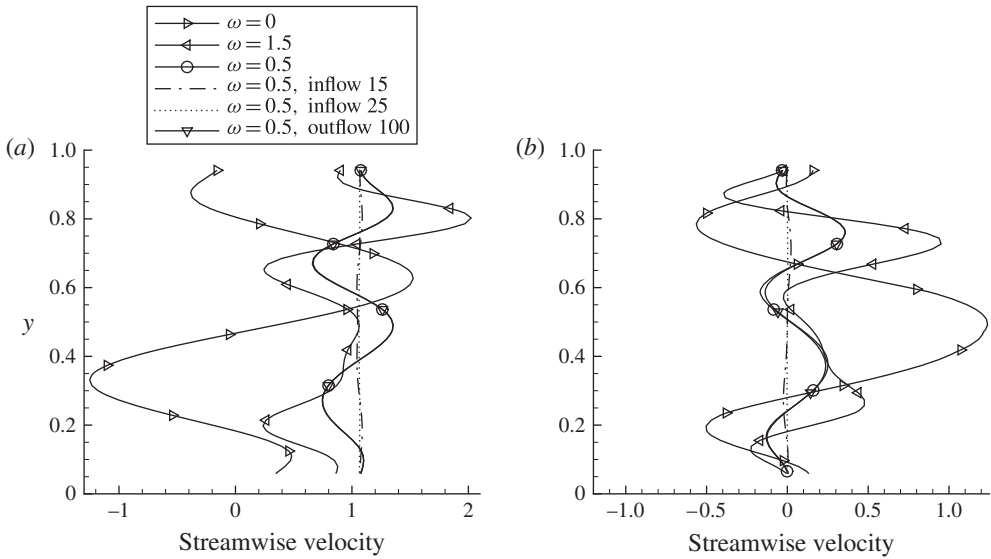 ω = 0
ω = 1.5
ω = 0.5
ω = 0.5, inflow 15
ω = 0.5, inflow 25
ω = 0.5, outflow 100
(a)
1.0
0.8
0.6
y
0.4
0.2
0
−1
0
1
2
Streamwise velocity
(b)
1.0
0.8
0.6
0.4
0.2
0
−1.0
−0.5
0
0.5
1.0
Streamwise velocity